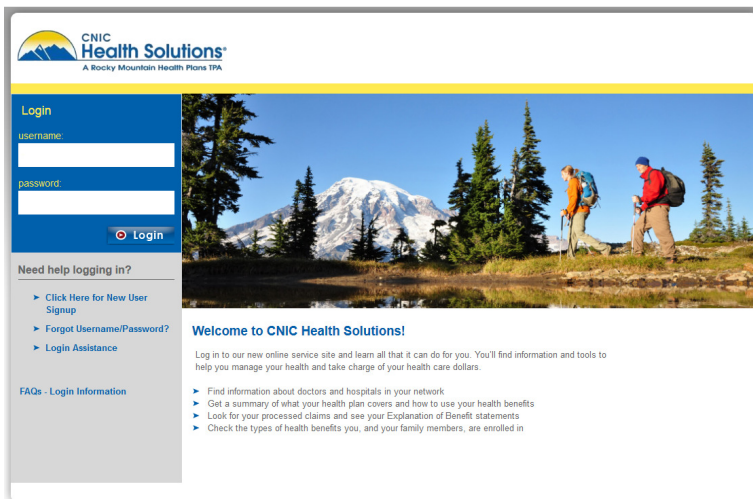 CNIC
Health Solutions®
A Rocky Mountain Health Plans TPA
Login
username:
password:
Login
Need help logging in?
➤ Click Here for New User
Signup
➤ Forgot Username/Password?
➤ Login Assistance
FAQs - Login Information
Welcome to CNIC Health Solutions!
Log in to our new online service site and learn all that it can do for you. You'll find information and tools to
help you manage your health and take charge of your health care dollars.
➤ Find information about doctors and hospitals in your network
➤ Get a summary of what your health plan covers and how to use your health benefits
➤ Look for your processed claims and see your Explanation of Benefit statements
➤ Check the types of health benefits you, and your family members, are enrolled in